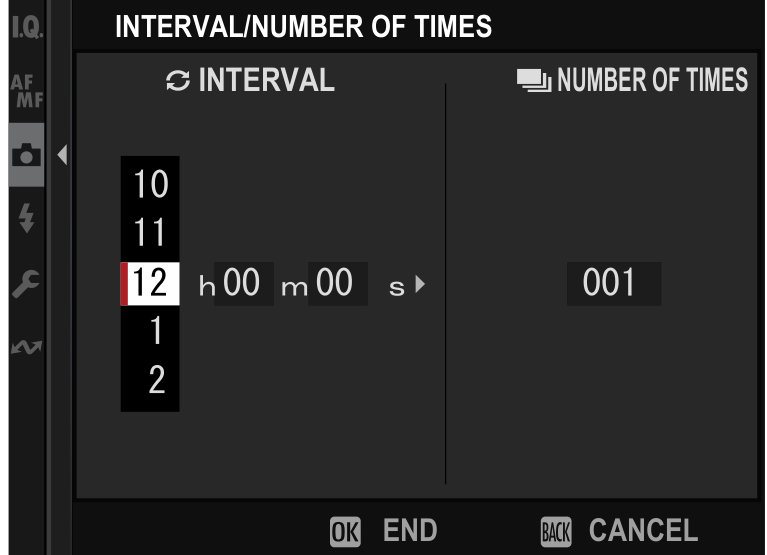 I.Q.
INTERVAL/NUMBER OF TIMES
AF
MF
INTERVAL
NUMBER OF TIMES
10
11
12 h 00 m 00 s
001
1
2
OK END
BACK CANCEL